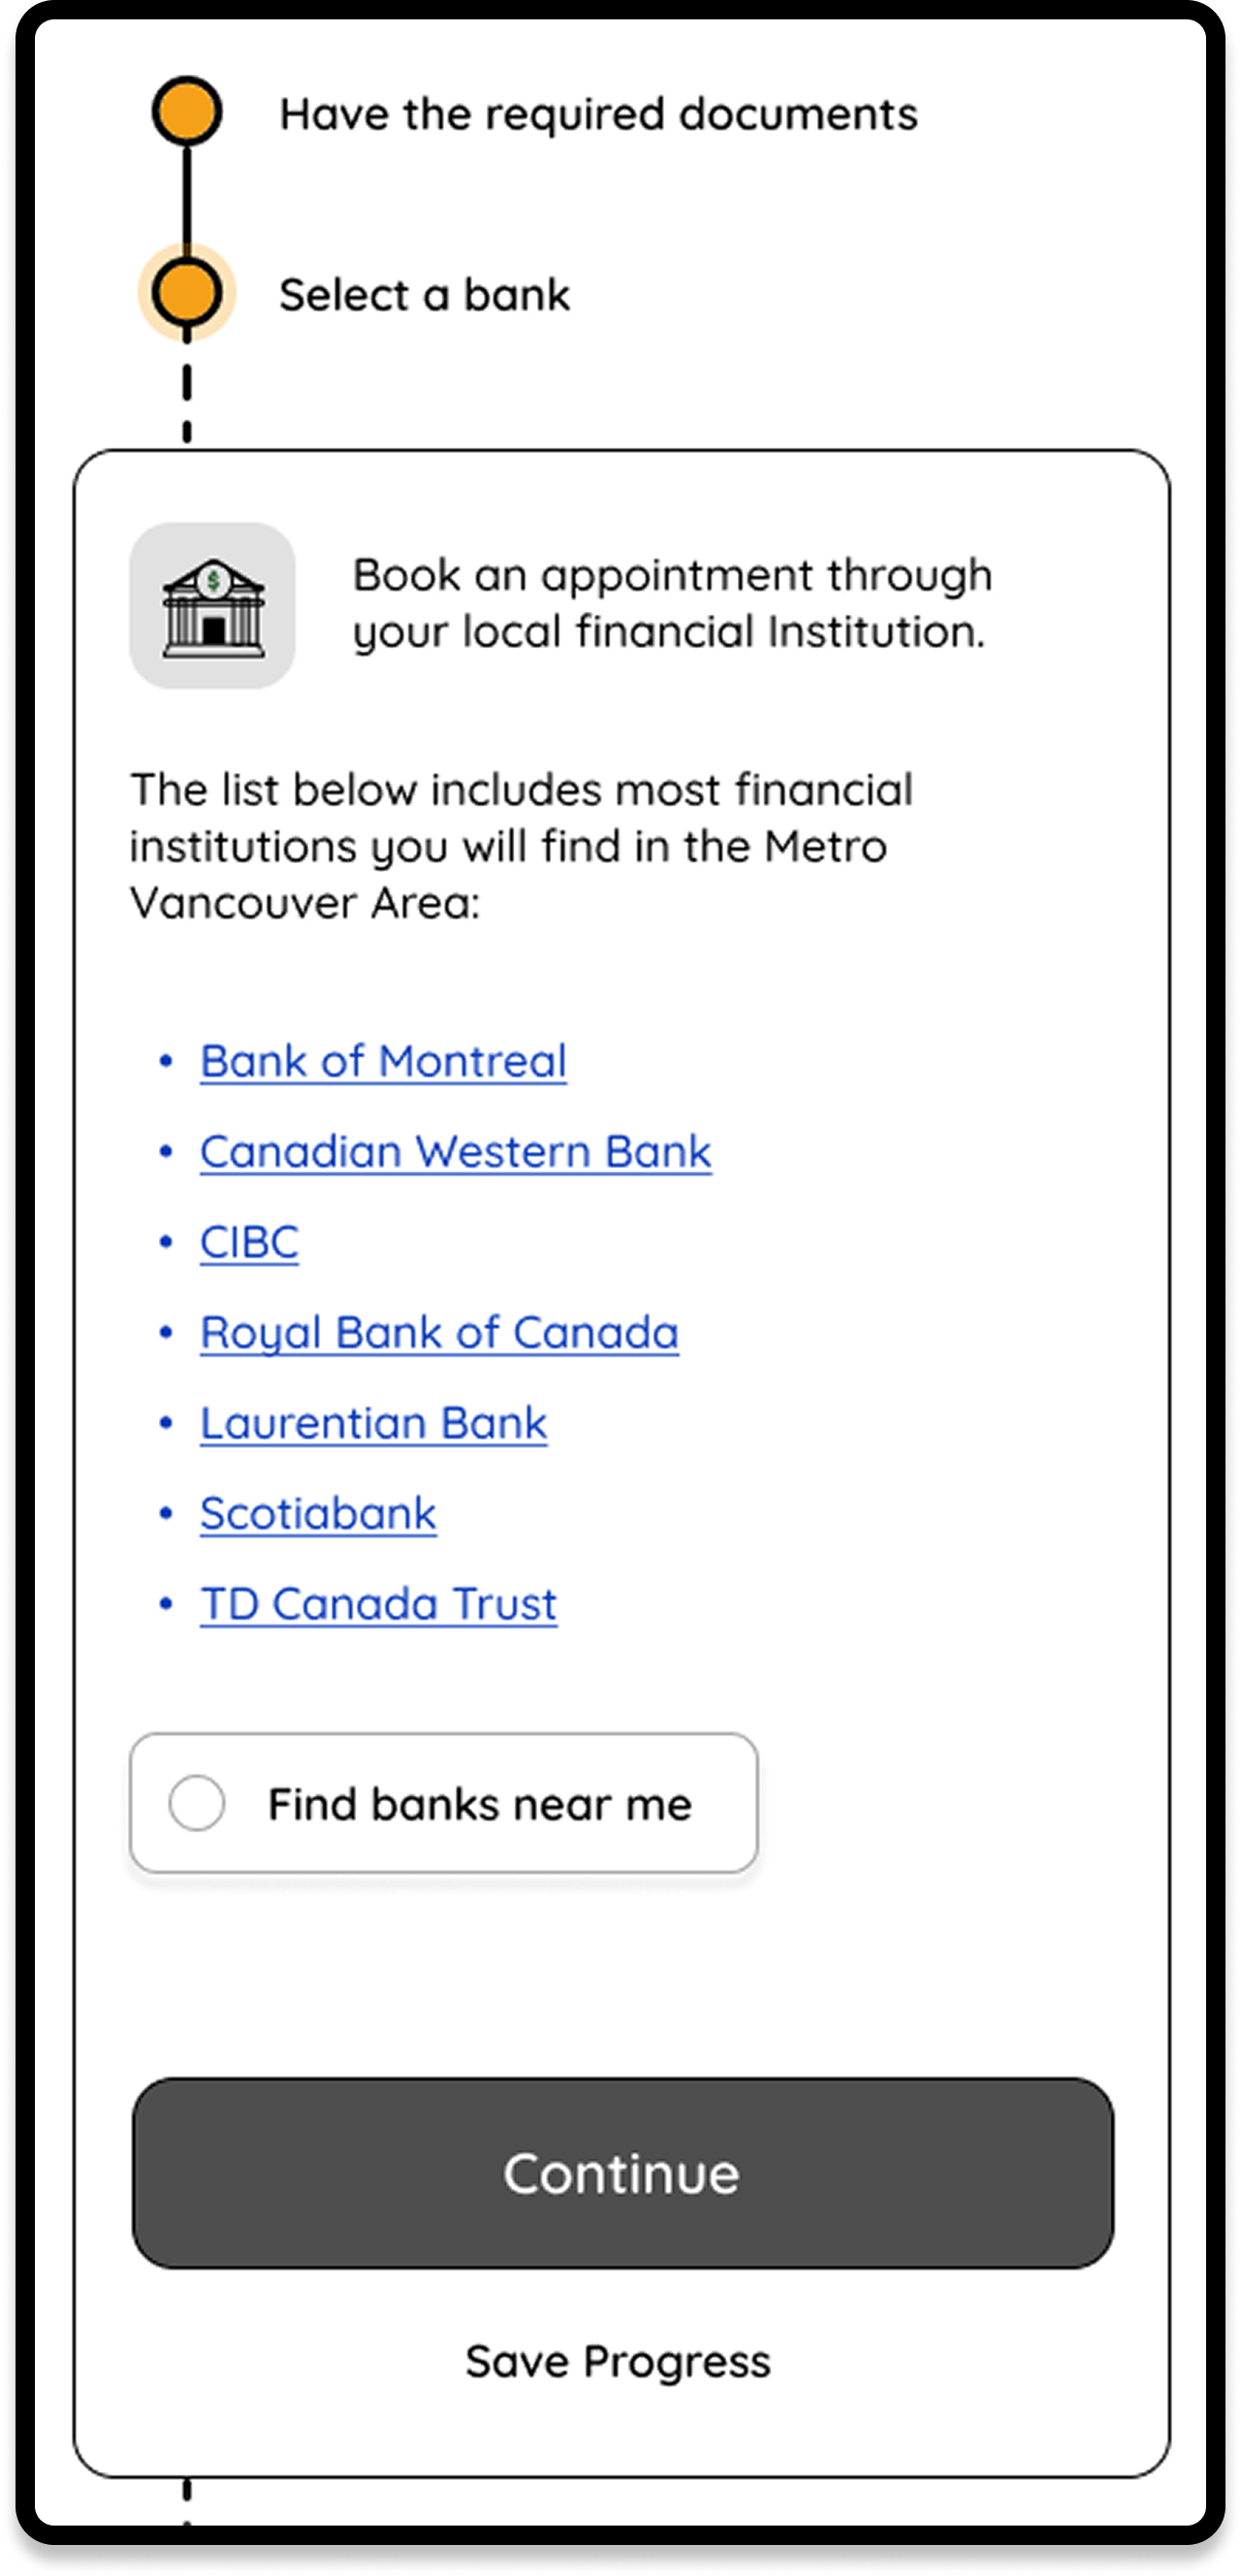 Have the required documents
Select a bank
$
Book an appointment through
your local financial Institution.
The list below includes most financial
institutions you will find in the Metro
Vancouver Area:
• Bank of Montreal
• Canadian Western Bank
• CIBC
• Royal Bank of Canada
• Laurentian Bank
• Scotiabank
• TD Canada Trust
Find banks near me
Continue
Save Progress